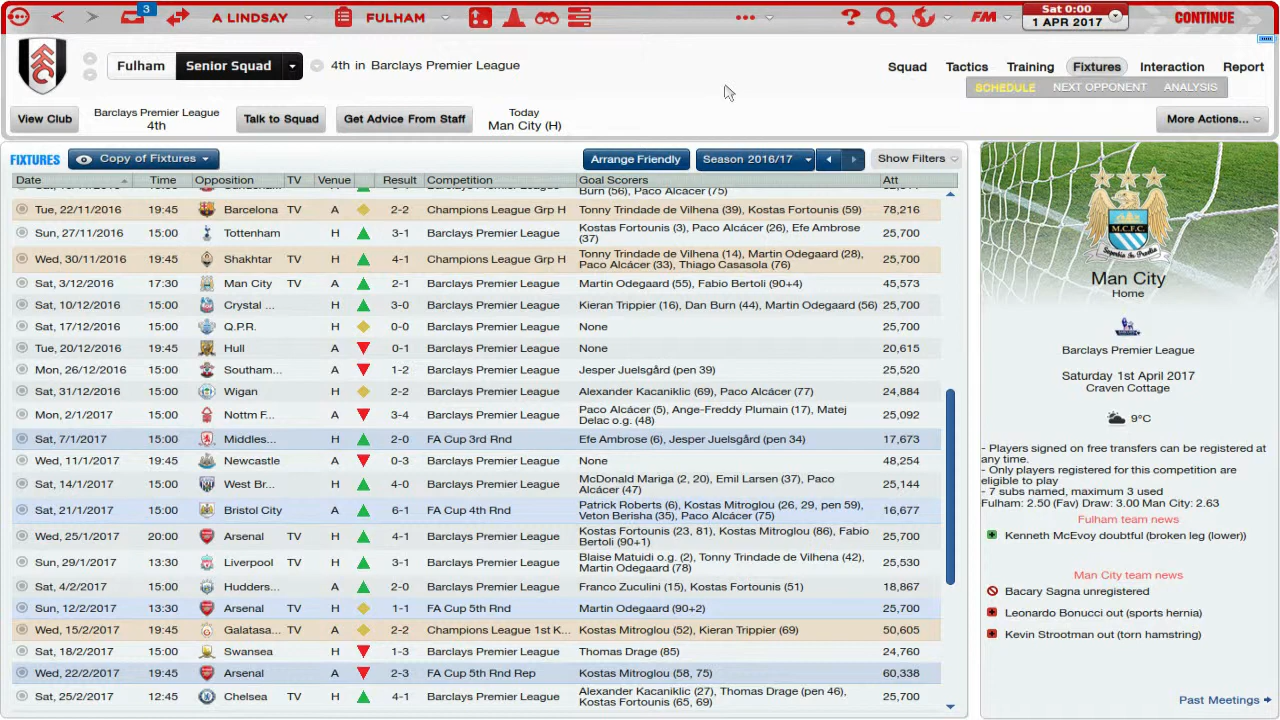 3
A LINDSAY
FULHAM
FM
Sat 0:00
1 APR 2017
CONTINUE
Fulham
Senior Squad
4th in Barclays Premier League
Squad
Tactics
Training
Fixtures
Interaction
Report
SCHEDULE
NEXT OPPONENT
ANALYSIS
View Club
Barclays Premier League
4th
Talk to Squad
Get Advice From Staff
Today
Man City (H)
More Actions...
FIXTURES
Copy of Fixtures
Arrange Friendly
Season 2016/17
Show Filters
Date Time Opposition TV Venue Result Competition Goal Scorers Att
Burn (56), Paco Alcácer (75)
Tue, 22/11/2016 19:45 Barcelona TV A 2-2 Champions League Grp H Tonny Trindade de Vilhena (39), Kostas Fortounis (59) 78,216
Sun, 27/11/2016 15:00 Tottenham H 3-1 Barclays Premier League Kostas Fortounis (3), Paco Alcácer (26), Efe Ambrose 25,700
(37)
Wed, 30/11/2016 19:45 Shakhtar H 4-1 Champions League Grp H Tonny Trindade de Vilhena (14), Martin Odegaard (28), 25,700
Paco Alcácer (33), Thiago Casasola (76)
Sat, 3/12/2016 17:30 Man City TV A 2-1 Barclays Premier League Martin Odegaard (55), Fabio Bertoli (90+4) 45,573
Sat, 10/12/2016 15:00 Crystal ... H 3-0 Barclays Premier League Kieran Trippier (16), Dan Burn (44), Martin Odegaard (56) 25,700
Sat, 17/12/2016 15:00 Q.P.R. H 0-0 Barclays Premier League None 25,700
Tue, 20/12/2016 19:45 Hull A 0-1 Barclays Premier League None 20,615
Mon, 26/12/2016 15:00 Southam... A 1-2 Barclays Premier League Jesper Juelsgård (pen 39) 25,520
Sat, 31/12/2016 15:00 Wigan H 2-2 Barclays Premier League Alexander Kacaniklic (69), Paco Alcácer (77) 24,884
Mon, 2/1/2017 15:00 Nottm F... A 3-4 Barclays Premier League Paco Alcácer (5), Ange-Freddy Plumain (17), Matej 25,092
Delac o.g. (48)
Sat, 7/1/2017 15:00 Middles... H 2-0 FA Cup 3rd Rnd Efe Ambrose (6), Jesper Juelsgård (pen 34) 17,673
Wed, 11/1/2017 19:45 Newcastle A 0-3 Barclays Premier League None 48,254
Sat, 14/1/2017 15:00 West Br... H 4-0 Barclays Premier League McDonald Mariga (2, 20), Emil Larsen (37), Paco 25,144
Alcácer (47)
Sat, 21/1/2017 15:00 Bristol City H 6-1 FA Cup 4th Rnd Patrick Roberts (6), Kostas Mitroglou (26, 29, pen 59), 16,677
Veton Berisha (35), Paco Alcácer (75)
Wed, 25/1/2017 20:00 Arsenal H 4-1 Barclays Premier League Kostas Fortounis (23, 81), Kostas Mitroglou (86), Fabio 25,700
Bertoli (90+1)
Sun, 29/1/2017 13:30 Liverpool H 3-1 Barclays Premier League Blaise Matuidi o.g. (2), Tonny Trindade de Vilhena (42), 25,530
Martin Odegaard (78)
Sat, 4/2/2017 15:00 Hudders... A 2-0 Barclays Premier League Franco Zuculini (15), Kostas Fortounis (51) 18,867
Sun, 12/2/2017 13:30 Arsenal TV H 1-1 FA Cup 5th Rnd Martin Odegaard (90+2) 25,700
Wed, 15/2/2017 19:45 Galatasa... TV A 2-2 Champions League 1st K... Kostas Mitroglou (52), Kieran Trippier (69) 50,605
Sat, 18/2/2017 15:00 Swansea H 1-3 Barclays Premier League Thomas Drage (85) 24,760
Wed, 22/2/2017 19:45 Arsenal A 2-3 FA Cup 5th Rnd Rep Kostas Mitroglou (58, 75) 60,338
Sat, 25/2/2017 12:45 Chelsea TV H 4-1 Barclays Premier League Alexander Kacaniklic (27), Thomas Drage (pen 46), 25,700
Kostas Fortounis (65, 69)
M.C.F.C.
Man City
Home
Barclays Premier League
Saturday 1st April 2017
Craven Cottage
9°C
- Players signed on free transfers can be registered at
any time.
- Only players registered for this competition are
eligible to play
- 7 subs named, maximum 3 used
Fulham: 2.50 (Fav) Draw: 3.00 Man City: 2.63
Fulham team news
Kenneth McEvoy doubtful (broken leg (lower))
Man City team news
Bacary Sagna unregistered
Leonardo Bonucci out (sports hernia)
Kevin Strootman out (torn hamstring)
Past Meetings